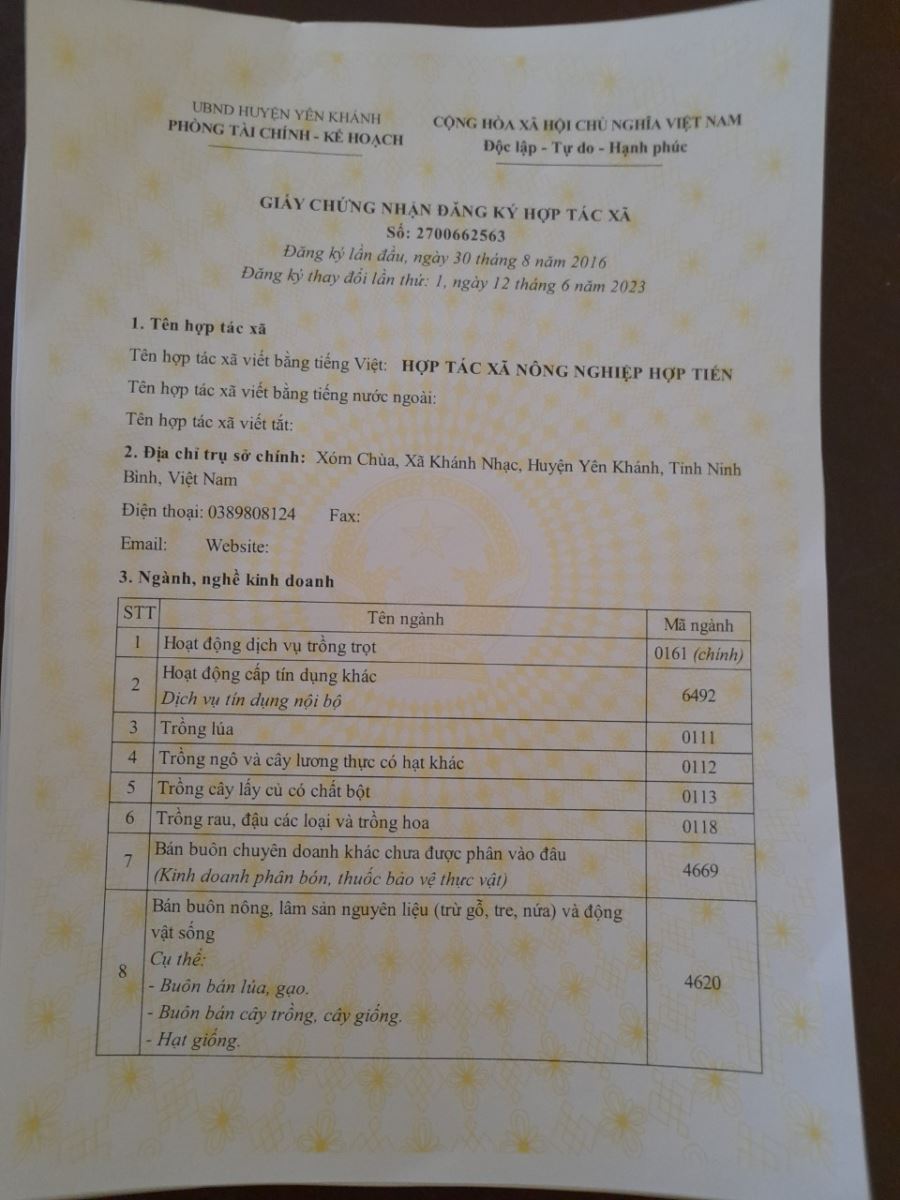 UBND HUYỆN YÊN KHÁNH
PHÒNG TÀI CHÍNH - KẾ HOẠCH
CỘNG HÒA XÃ HỘI CHỦ NGHĨA VIỆT NAM
Độc lập - Tự do - Hạnh phúc
GIẤY CHỨNG NHẬN ĐĂNG KÝ HỢP TÁC XÃ
Số: 2700662563
Đăng ký lần đầu, ngày 30 tháng 8 năm 2016
Đăng ký thay đổi lần thứ: 1, ngày 12 tháng 6 năm 2023
1. Tên hợp tác xã
Tên hợp tác xã viết bằng tiếng Việt: HỢP TÁC XÃ NÔNG NGHIỆP HỢP TIẾN
Tên hợp tác xã viết bằng tiếng nước ngoài:
Tên hợp tác xã viết tắt:
2. Địa chỉ trụ sở chính: Xóm Chùa, Xã Khánh Nhạc, Huyện Yên Khánh, Tỉnh Ninh
Bình, Việt Nam
Điện thoại: 0389808124 Fax:
Email: Website:
3. Ngành, nghề kinh doanh
STT Tên ngành Mã ngành
1 Hoạt động dịch vụ trồng trọt 0161 (chính)
2 Hoạt động cấp tín dụng khác 6492
Dịch vụ tín dụng nội bộ
3 Trồng lúa 0111
4 Trồng ngô và cây lương thực có hạt khác 0112
5 Trồng cây lấy củ có chất bột 0113
6 Trồng rau, đậu các loại và trồng hoa 0118
7 Bán buôn chuyên doanh khác chưa được phân vào đâu 4669
(Kinh doanh phân bón, thuốc bảo vệ thực vật)
8 Bán buôn nông, lâm sản nguyên liệu (trừ gỗ, tre, nứa) và động 4620
vật sống
Cụ thể:
- Buôn bán lúa, gạo.
- Buôn bán cây trồng, cây giống.
- Hạt giống.